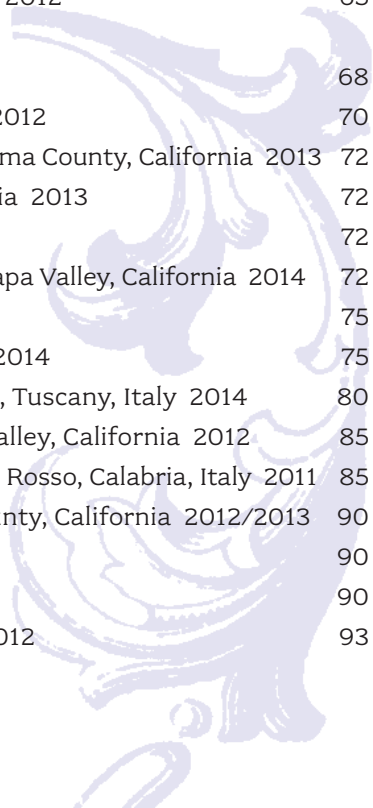 2012 65
68
2012 70
ma County, California 2013 72
ia 2013 72
72
apa Valley, California 2014 72
75
2014 75
, Tuscany, Italy 2014 80
alley, California 2012 85
Rosso, Calabria, Italy 2011 85
nty, California 2012/2013 90
90
90
012 93